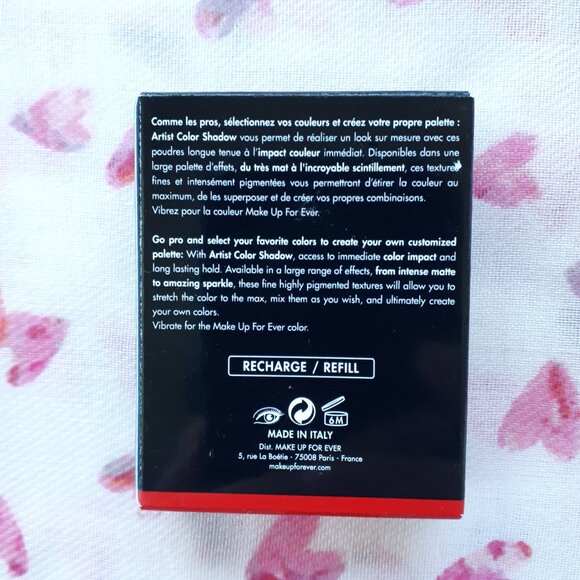 Comme les pros, sélectionnez vos couleurs et créez votre propre palette :
Artist Color Shadow vous permet de réaliser un look sur mesure avec ces
poudres longue tenue à l'impact couleur immédiat. Disponibles dans une
large palette d'effets, du très mat à l'incroyable scintillement, ces textures
fines et intensément pigmentées vous permettront d'étirer la couleur au
maximum, de les superposer et de créer vos propres combinaisons.
Vibrez pour la couleur Make Up For Ever.
Go pro and select your favorite colors to create your own customized
palette: With Artist Color Shadow, access to immediate color impact and
long lasting hold. Available in a large range of effects, from intense matte
to amazing sparkle, these fine highly pigmented textures will allow you to
stretch the color to the max, mix them as you wish, and ultimately create
your own colors.
Vibrate for the Make Up For Ever color.
RECHARGE / REFILL
6M
MADE IN ITALY
Dist. MAKE UP FOR EVER
5, rue La Boétie - 75008 Paris - France
makeupforever.com